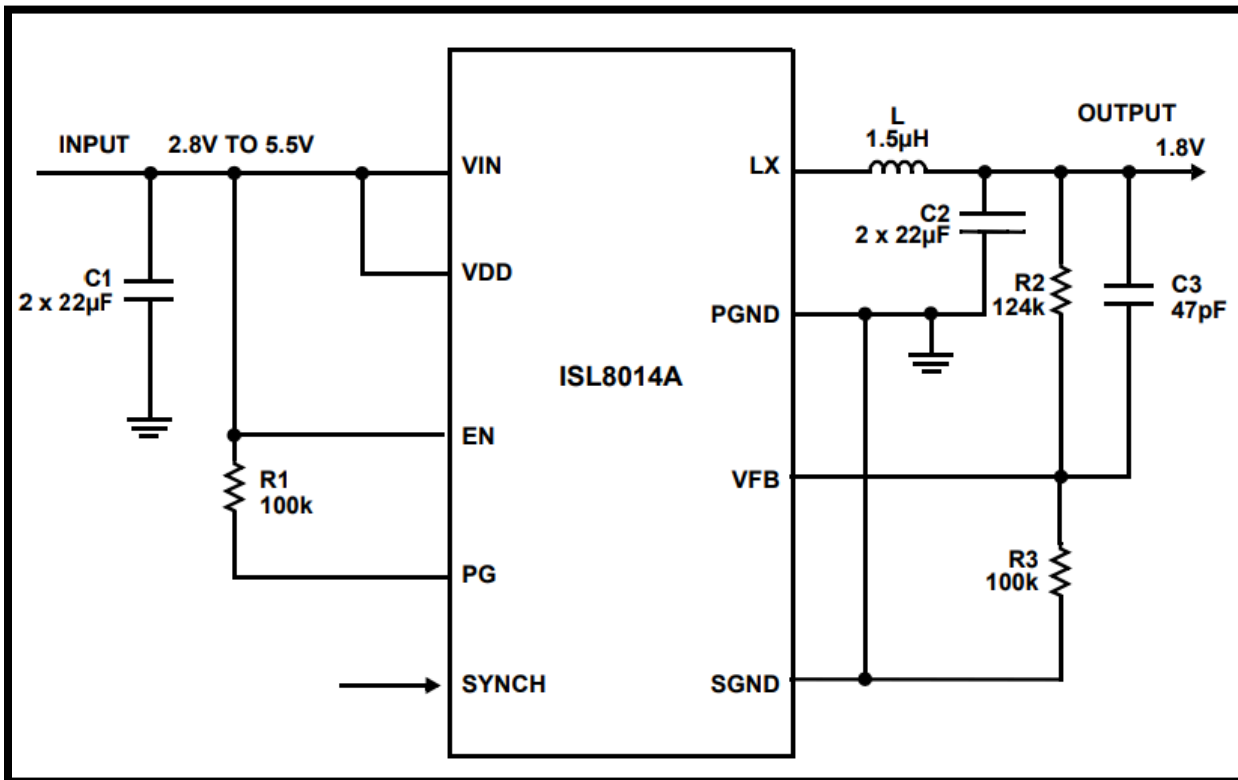 INPUT 2.8V TO 5.5V
C1
2 x 22µF
R1
100k
VIN
VDD
EN
PG
SYNCH
ISL8014A
LX
PGND
VFB
SGND
L
1.5µH
OUTPUT
1.8V
C2
2 x 22µF
R2
124k
C3
47pF
R3
100k